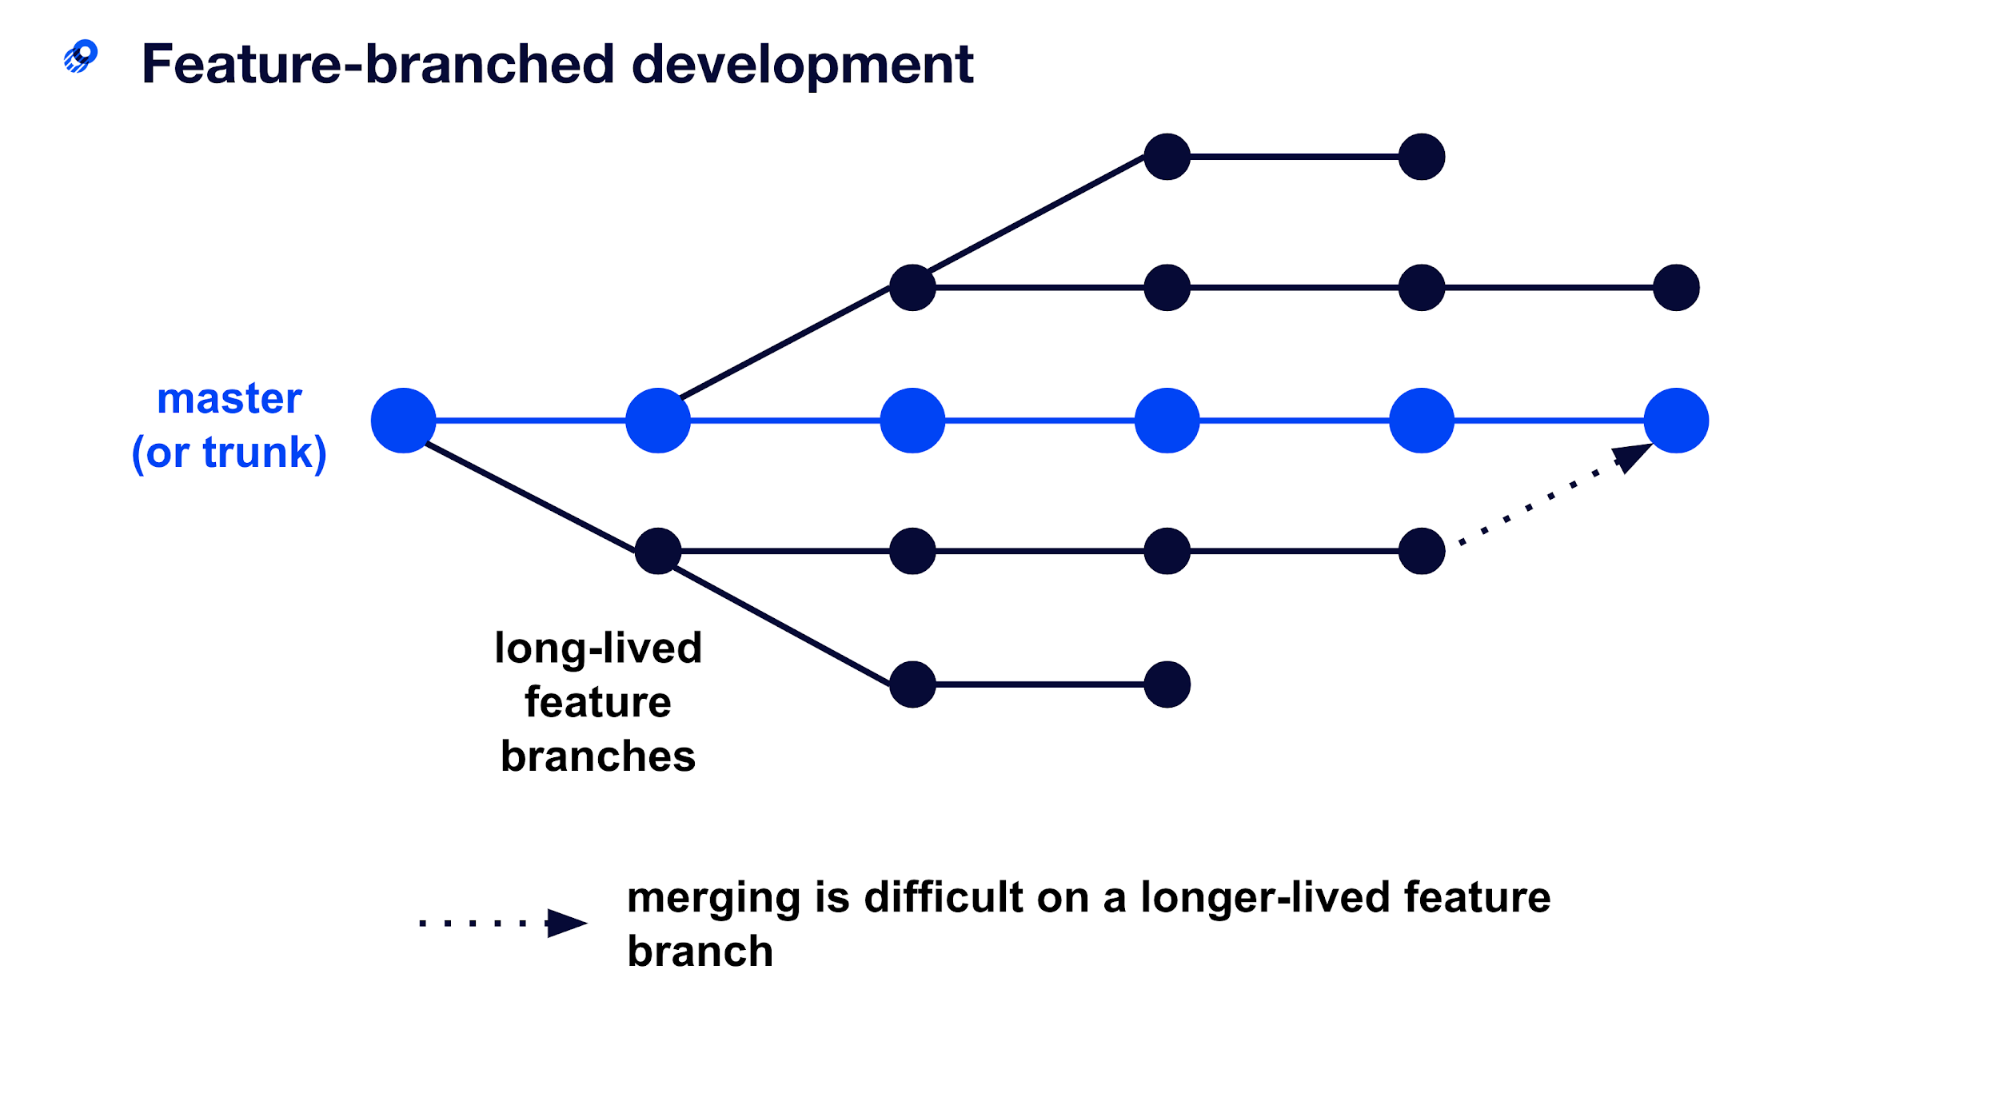 Feature-branched development
master
(or trunk)
long-lived
feature
branches
merging is difficult on a longer-lived feature
branch